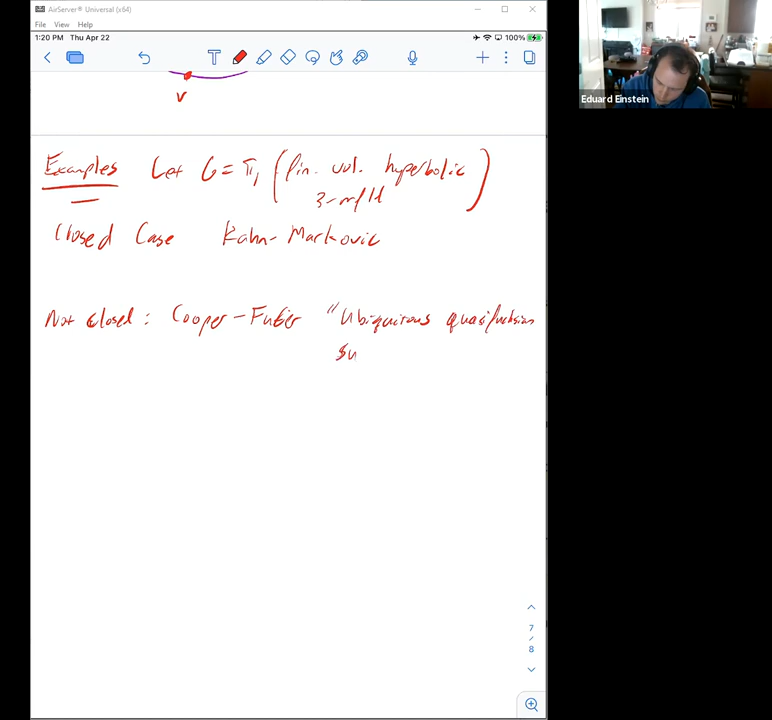 AirServer® Universal (x64)
File View Help
1:20 PM Thu Apr 22
100%
T
v
Examples Let G = π₁ ( fin. vol. hyperbolic
3-mfld )
Closed Case Kahn-Markovic
Not closed : Cooper-Futer "Ubiquitous quasifuchsian
su
7
/
8
Eduard Einstein